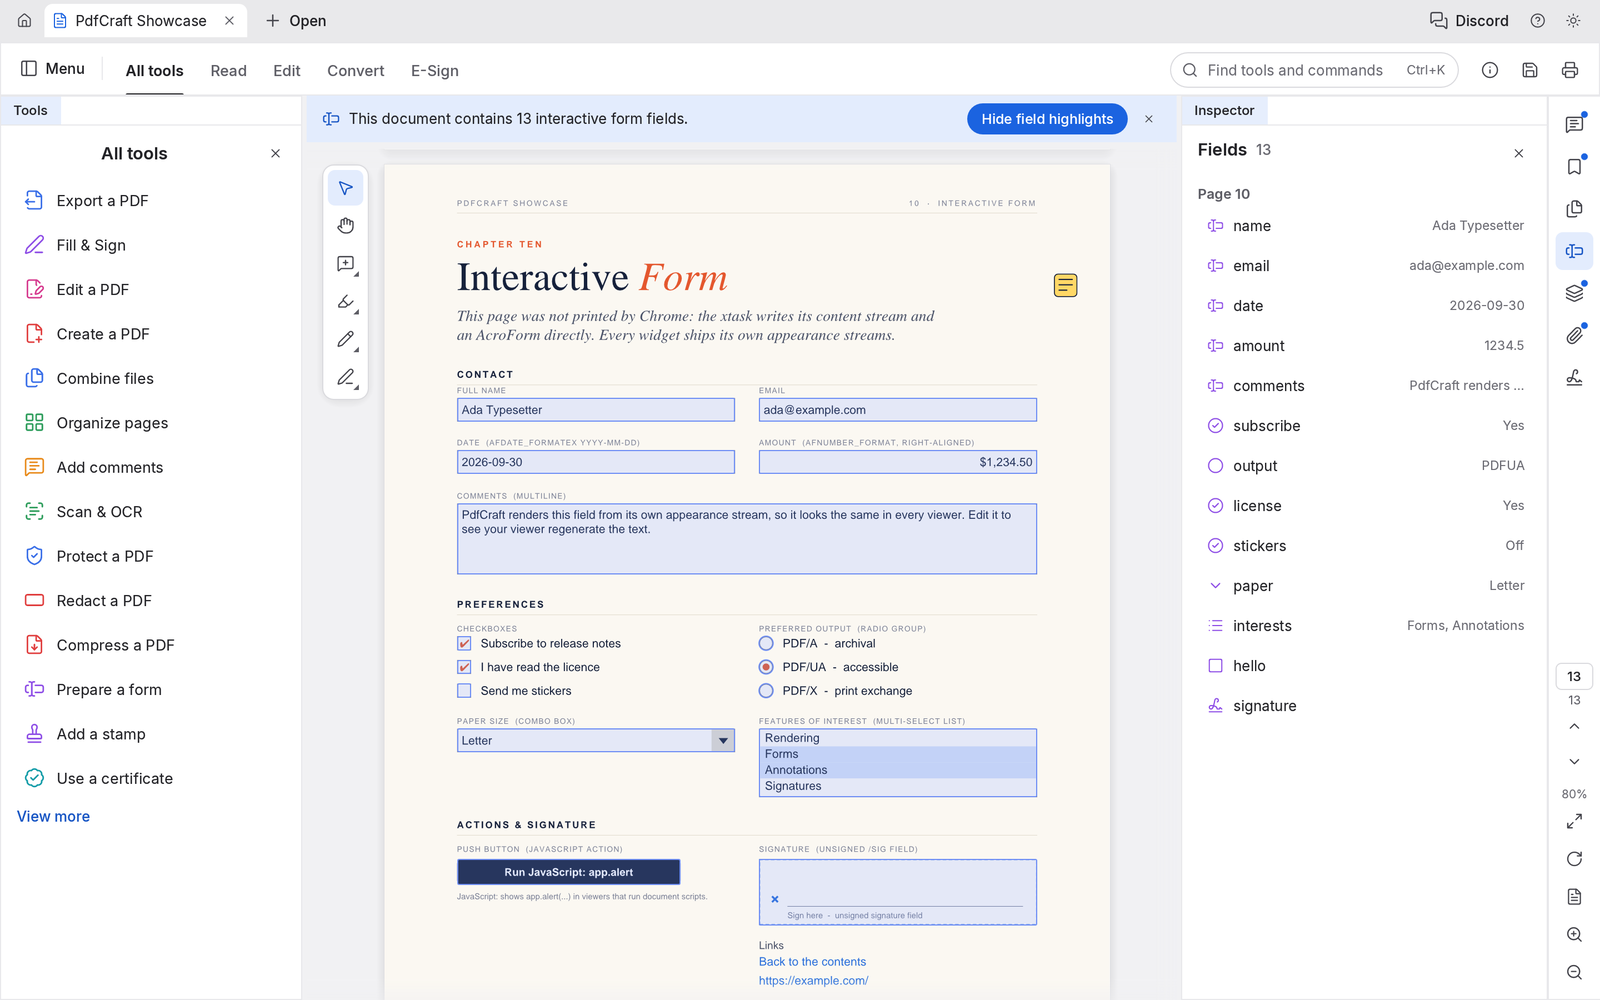 PdfCraft Showcase
Open
Discord
Menu
All tools
Read
Edit
Convert
E-Sign
Find tools and commands
Ctrl+K
Tools
All tools
Export a PDF
Fill & Sign
Edit a PDF
Create a PDF
Combine files
Organize pages
Add comments
Scan & OCR
Protect a PDF
Redact a PDF
Compress a PDF
Prepare a form
Add a stamp
Use a certificate
View more
This document contains 13 interactive form fields.
Hide field highlights
PDFCRAFT SHOWCASE
10 · INTERACTIVE FORM
CHAPTER TEN
Interactive Form
This page was not printed by Chrome: the xtask writes its content stream and
an AcroForm directly. Every widget ships its own appearance streams.
CONTACT
FULL NAME
EMAIL
Ada Typesetter
ada@example.com
DATE (AFDATE_FORMATEX YYYY-MM-DD)
AMOUNT (AFNUMBER_FORMAT, RIGHT-ALIGNED)
2026-09-30
$1,234.50
COMMENTS (MULTILINE)
PdfCraft renders this field from its own appearance stream, so it looks the same in every viewer. Edit it to
see your viewer regenerate the text.
PREFERENCES
CHECKBOXES
Subscribe to release notes
I have read the licence
Send me stickers
PREFERRED OUTPUT (RADIO GROUP)
PDF/A - archival
PDF/UA - accessible
PDF/X - print exchange
PAPER SIZE (COMBO BOX)
Letter
FEATURES OF INTEREST (MULTI-SELECT LIST)
Rendering
Forms
Annotations
Signatures
ACTIONS & SIGNATURE
PUSH BUTTON (JAVASCRIPT ACTION)
Run JavaScript: app.alert
JavaScript: shows app.alert(...) in viewers that run document scripts.
SIGNATURE (UNSIGNED /SIG FIELD)
Sign here - unsigned signature field
Links
Back to the contents
https://example.com/
Inspector
Fields 13
Page 10
name Ada Typesetter
email ada@example.com
date 2026-09-30
amount 1234.5
comments PdfCraft renders ...
subscribe Yes
output PDFUA
license Yes
stickers Off
paper Letter
interests Forms, Annotations
hello
signature
13
13
80%